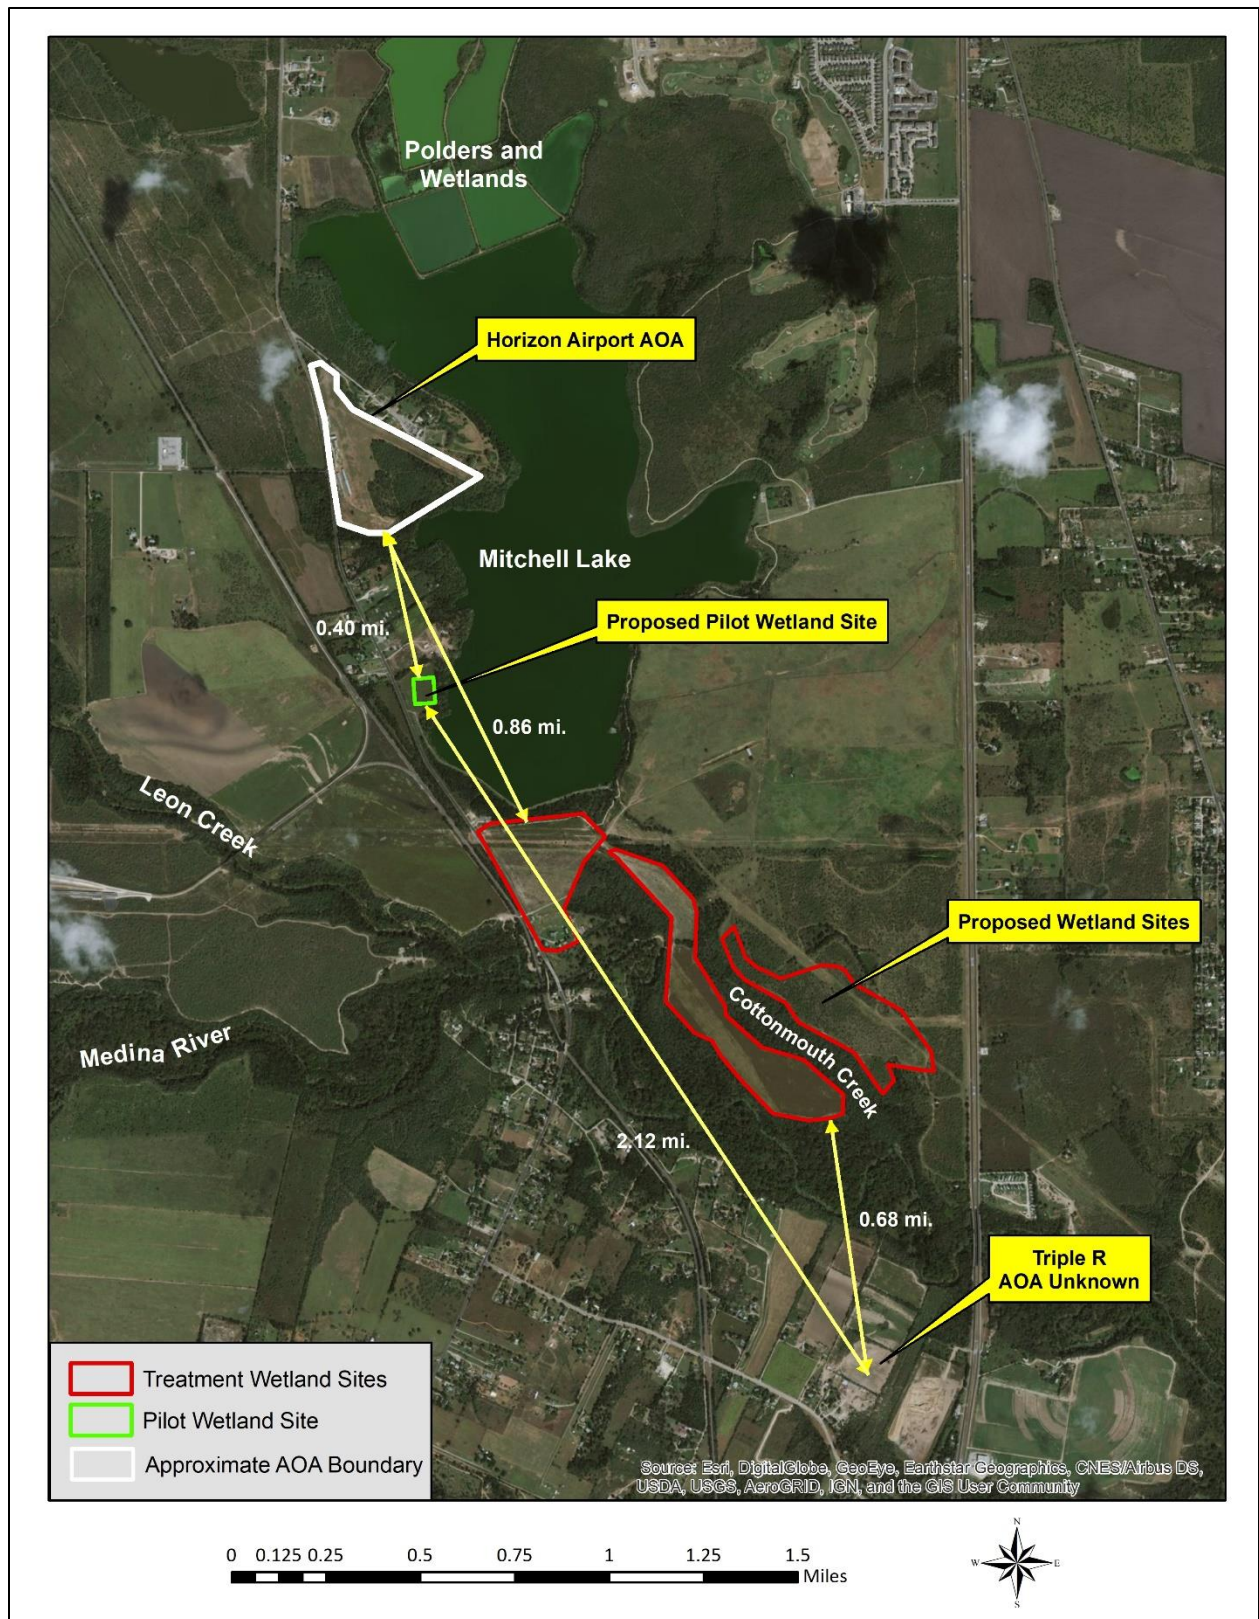 Polders and
Wetlands
Horizon Airport AOA
Mitchell Lake
0.40 mi.
Proposed Pilot Wetland Site
0.86 mi.
Leon Creek
Proposed Wetland Sites
Cottonmouth Creek
Medina River
2.12 mi.
0.68 mi.
Triple R
AOA Unknown
Treatment Wetland Sites
Pilot Wetland Site
Approximate AOA Boundary
Source: Esri, DigitalGlobe, GeoEye, Earthstar Geographics, CNES/Airbus DS,
USDA, USGS, AeroGRID, IGN, and the GIS User Community
0 0.125 0.25 0.5 0.75 1 1.25 1.5
Miles
N
W E
S